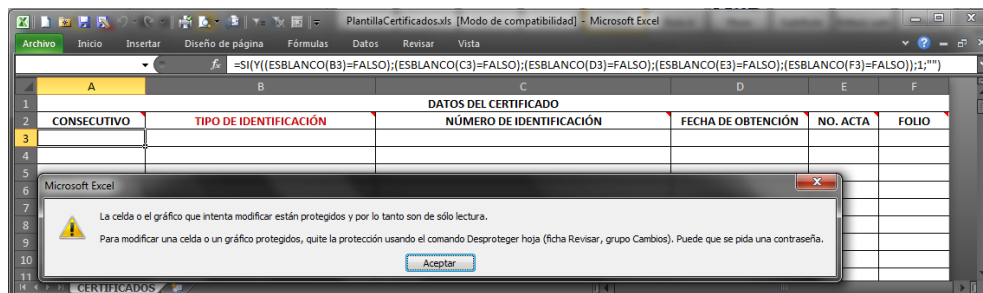 PlantillaCertificados.xls [Modo de compatibilidad] - Microsoft Excel
Archivo Inicio Insertar Diseño de página Fórmulas Datos Revisar Vista
fx =SI(Y((ESBLANCO(B3)=FALSO);(ESBLANCO(C3)=FALSO);(ESBLANCO(D3)=FALSO);(ESBLANCO(E3)=FALSO);(ESBLANCO(F3)=FALSO));1;"")
A B C D E F
1 DATOS DEL CERTIFICADO
2 CONSECUTIVO TIPO DE IDENTIFICACIÓN NÚMERO DE IDENTIFICACIÓN FECHA DE OBTENCIÓN NO. ACTA FOLIO
3
4
5
6 Microsoft Excel
7 La celda o el gráfico que intenta modificar están protegidos y por lo tanto son de sólo lectura.
8
9 Para modificar una celda o un gráfico protegidos, quite la protección usando el comando Desproteger hoja (ficha Revisar, grupo Cambios). Puede que se pida una contraseña.
10 Aceptar
11
CERTIFICADOS